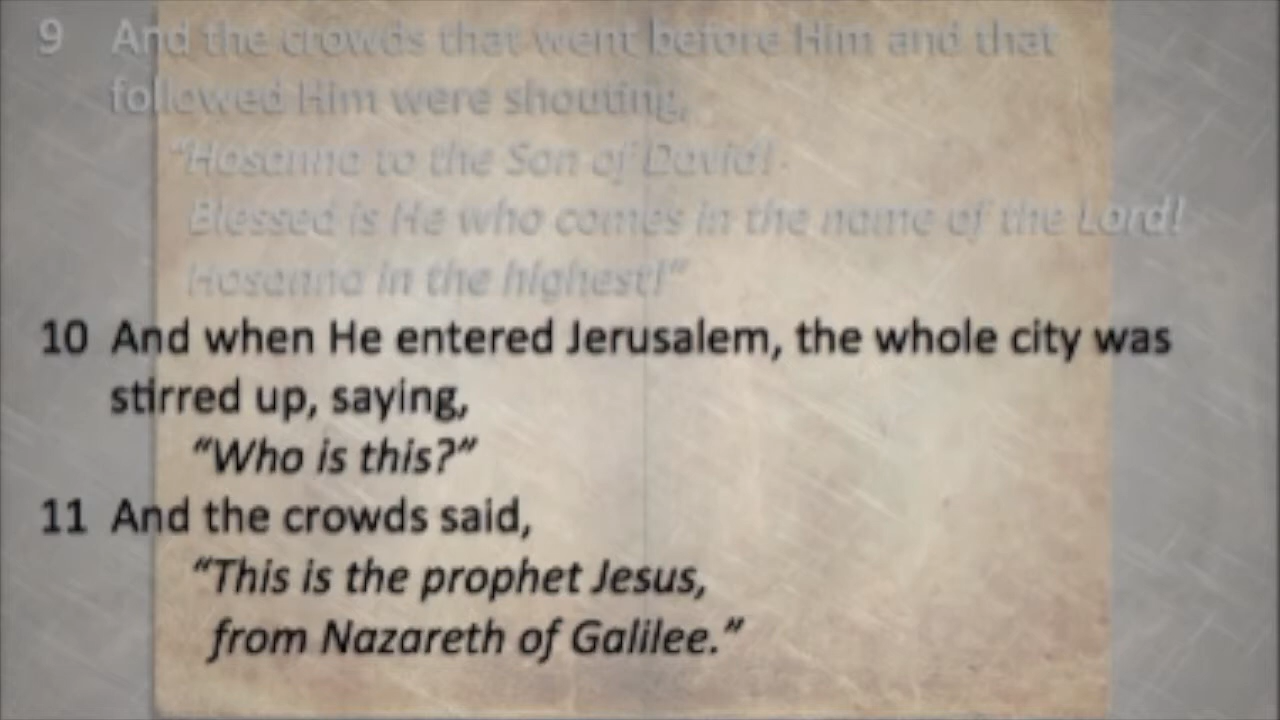 9 And the crowds that went before Him and that
followed Him were shouting,
"Hosanna to the Son of David!
Blessed is He who comes in the name of the Lord!
Hosanna in the highest!"
10 And when He entered Jerusalem, the whole city was
stirred up, saying,
"Who is this?"
11 And the crowds said,
"This is the prophet Jesus,
from Nazareth of Galilee."